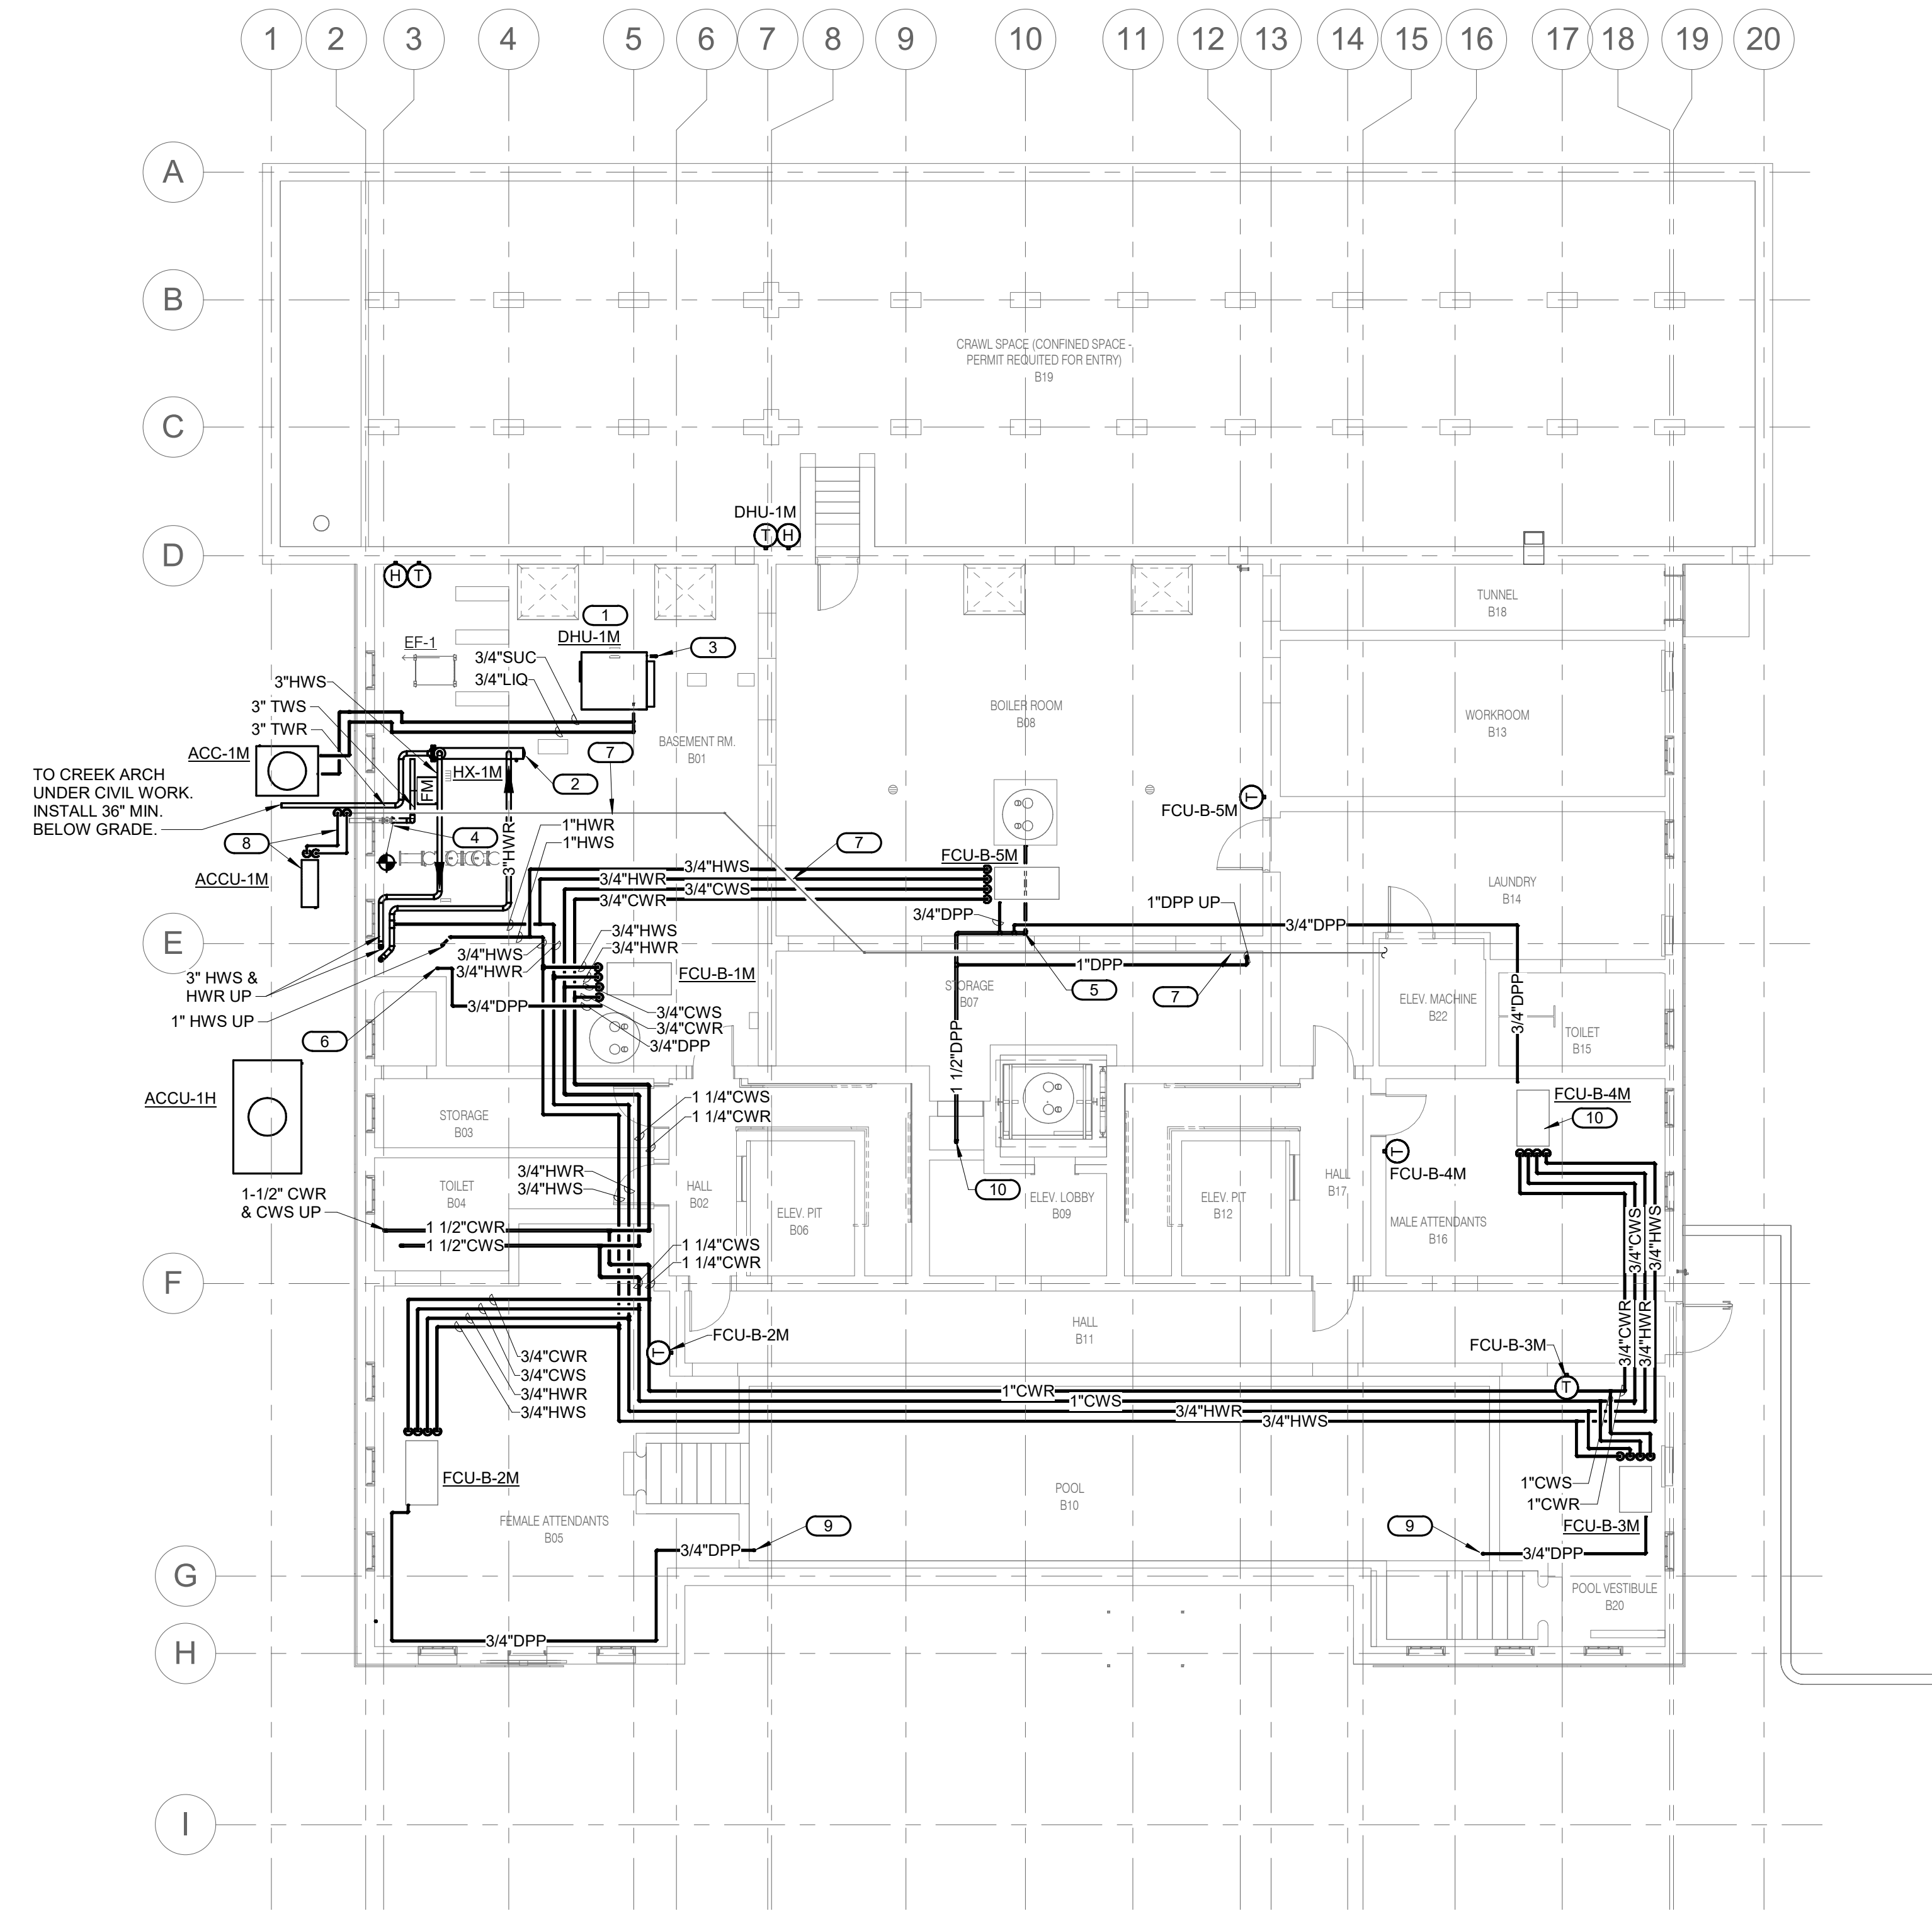 1
2
3
4
5
6
7
8
9
10
11
12
13
14
15
16
17
18
19
20
A
B
CRAWL SPACE (CONFINED SPACE -
PERMIT REQUITED FOR ENTRY)
B19
C
DHU-1M
T
H
D
H
T
1
DHU-1M
3
EF-1
3/4"SUC
3/4"LIQ
3"HWS
3" TWS
3" TWR
TUNNEL
B18
BOILER ROOM
B08
WORKROOM
B13
BASEMENT RM.
B01
7
ACC-1M
HX-1M
2
FM
TO CREEK ARCH
UNDER CIVIL WORK.
INSTALL 36" MIN.
BELOW GRADE.
T
FCU-B-5M
8
4
3"HWR
1"HWR
1"HWS
7
ACCU-1M
FCU-B-5M
3/4"HWS
3/4"HWR
3/4"CWS
3/4"CWR
LAUNDRY
B14
3/4"DPP
1"DPP UP
3/4"DPP
E
3/4"HWS
3/4"HWR
3/4"HWS
3/4"HWR
FCU-B-1M
3" HWS &
HWR UP
1" HWS UP
1"DPP
STORAGE
B07
5
7
3/4"DPP
3/4"CWS
3/4"CWR
3/4"DPP
6
ELEV. MACHINE
B22
3/4"DPP
TOILET
B15
1 1/2"DPP
ACCU-1H
STORAGE
B03
1 1/4"CWS
1 1/4"CWR
FCU-B-4M
10
T
FCU-B-4M
3/4"HWR
3/4"HWS
TOILET
B04
HALL
B02
1-1/2" CWR
& CWS UP
1 1/2"CWR
1 1/2"CWS
ELEV. PIT
B06
10
ELEV. LOBBY
B09
ELEV. PIT
B12
HALL
B17
MALE ATTENDANTS
B16
3/4"CWS
3/4"HWS
1 1/4"CWS
1 1/4"CWR
F
3/4"CWR
3/4"HWR
HALL
B11
T
FCU-B-2M
FCU-B-3M
T
3/4"CWR
3/4"CWS
3/4"HWR
3/4"HWS
1"CWR
1"CWS
3/4"HWR
3/4"HWS
FCU-B-2M
POOL
B10
1"CWS
1"CWR
FCU-B-3M
FEMALE ATTENDANTS
B05
9
9
3/4"DPP
3/4"DPP
G
POOL VESTIBULE
B20
3/4"DPP
H
I